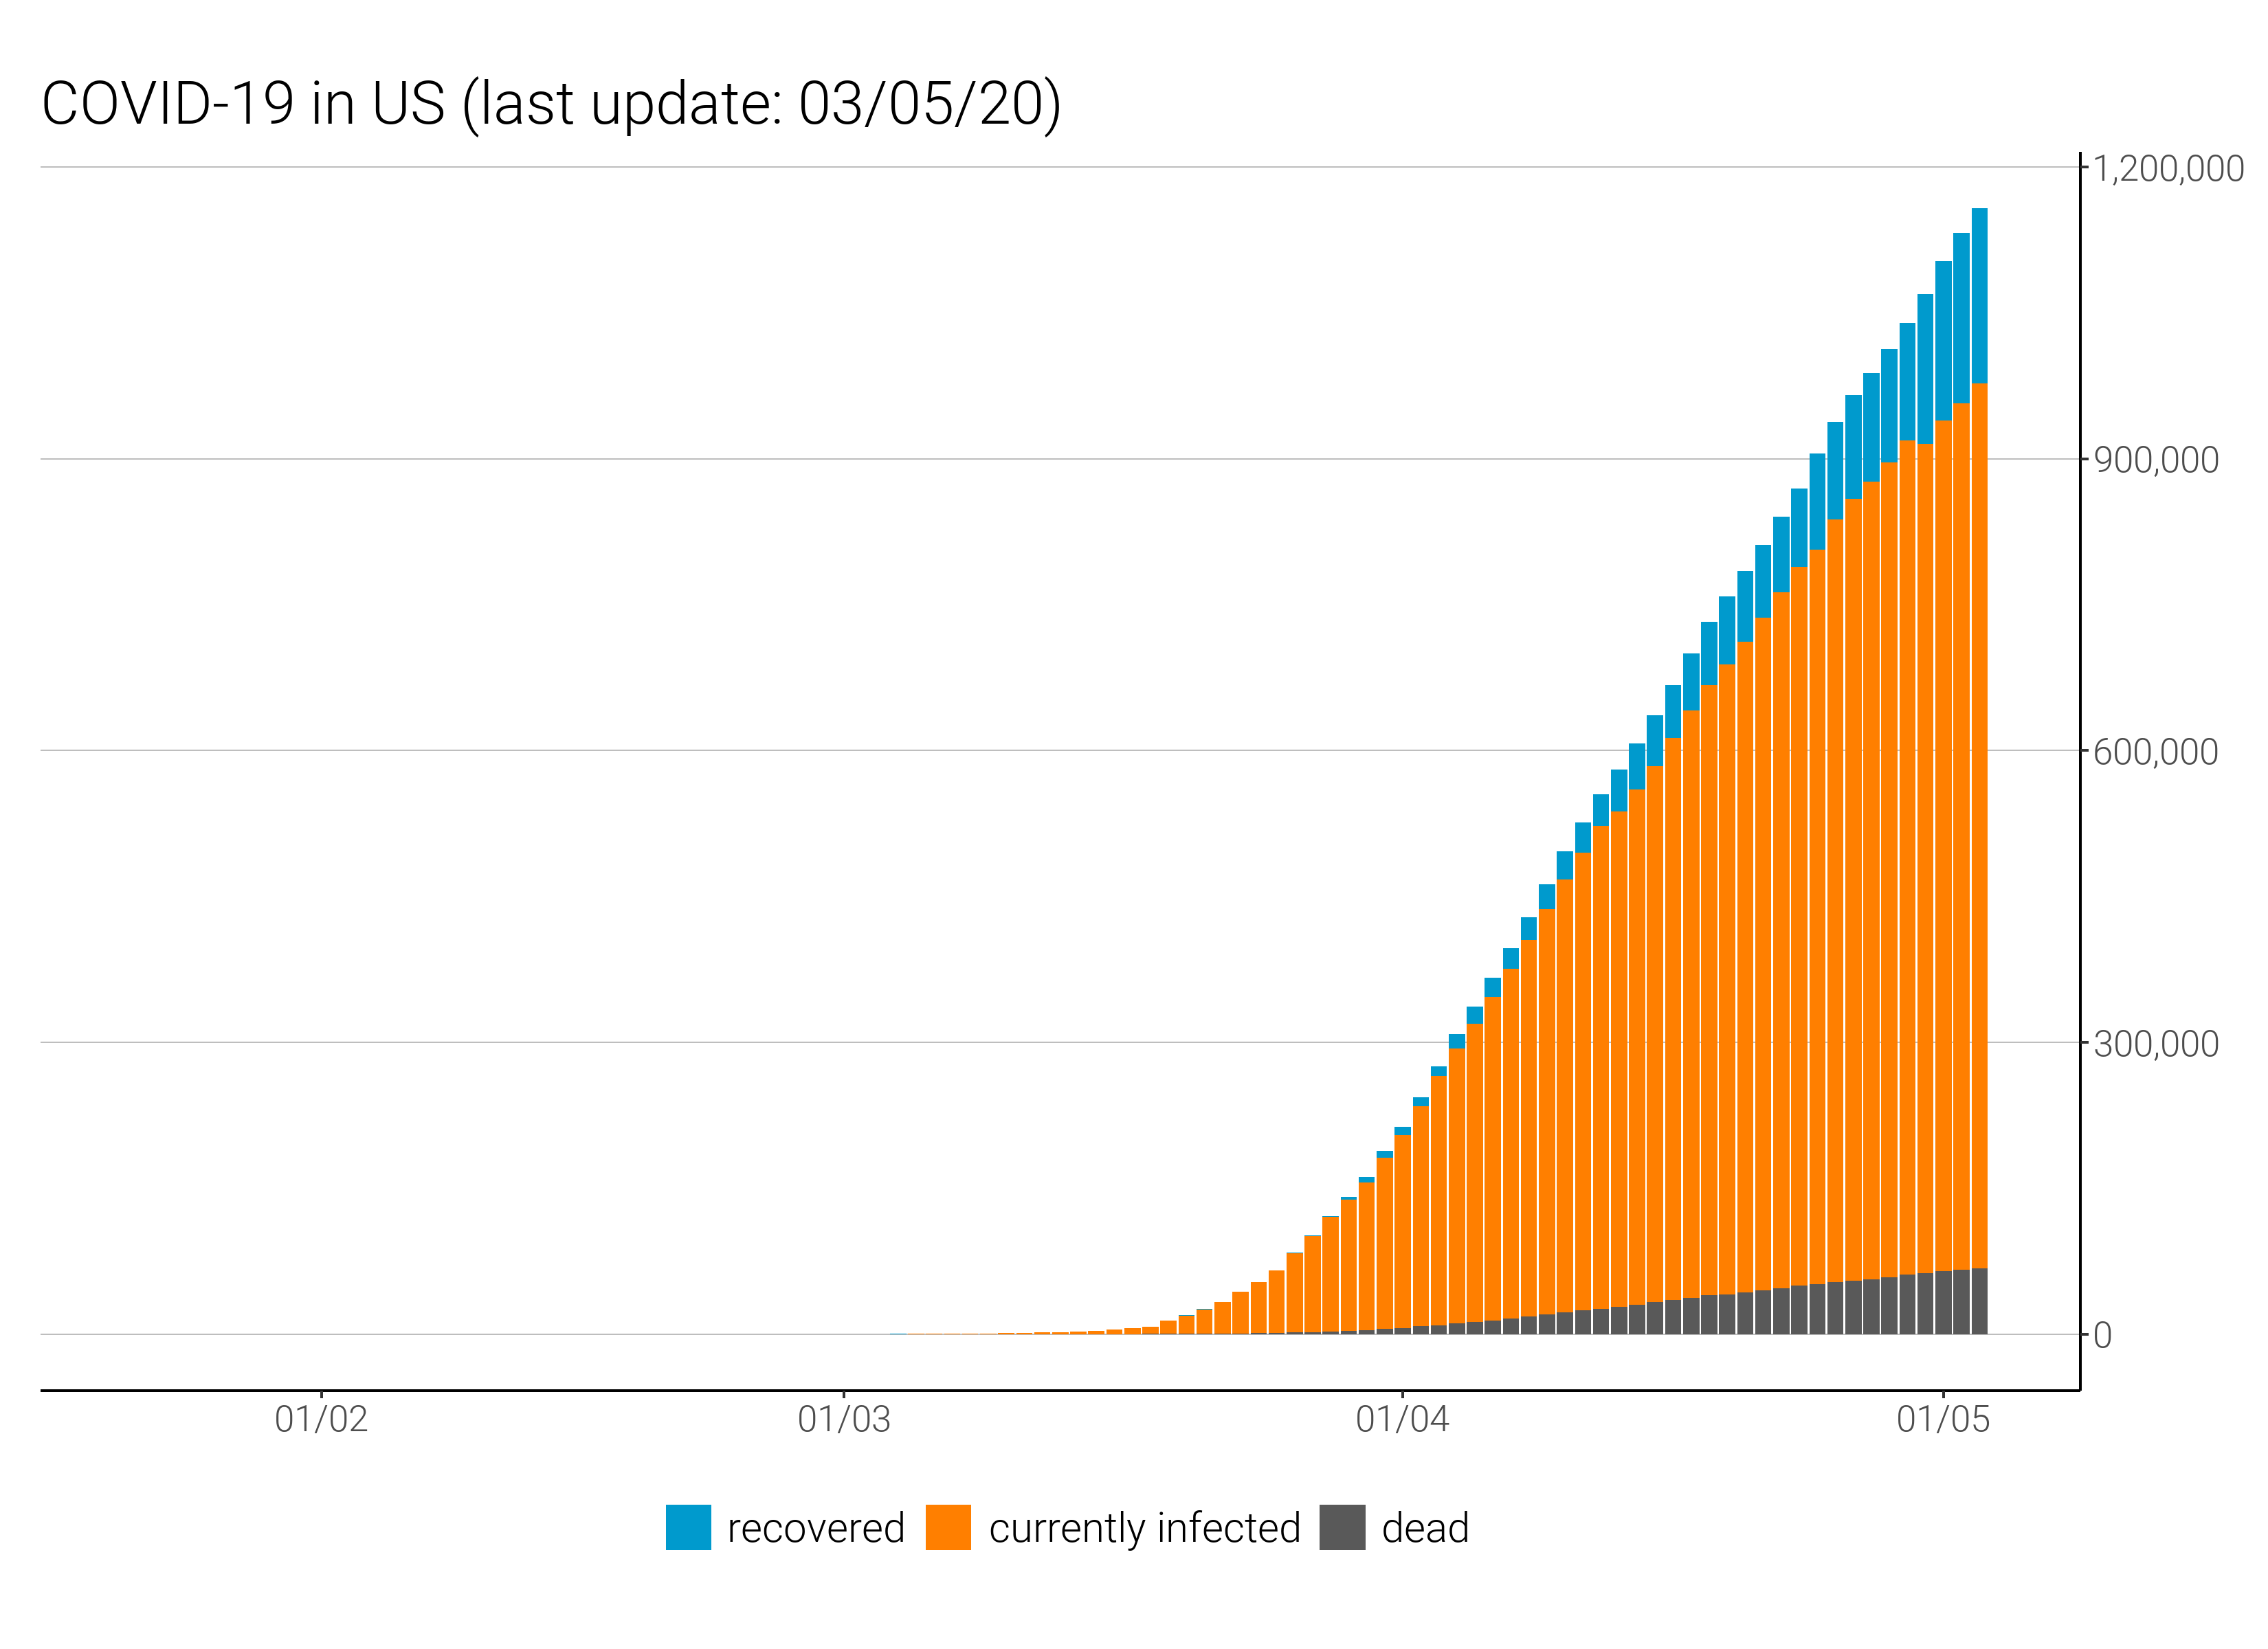 COVID-19 in US (last update: 03/05/20)
1,200,000
900,000
600,000
300,000
0
01/02 01/03 01/04 01/05
recovered currently infected dead